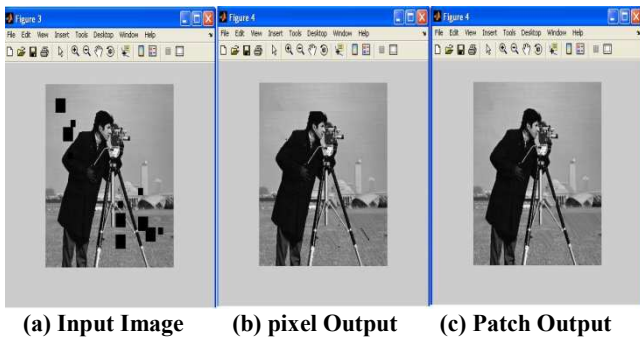 Figure 3
File Edit View Insert Tools Desktop Window Help
Figure 4
File Edit View Insert Tools Desktop Window Help
Figure 4
File Edit View Insert Tools Desktop Window Help
(a) Input Image
(b) pixel Output
(c) Patch Output